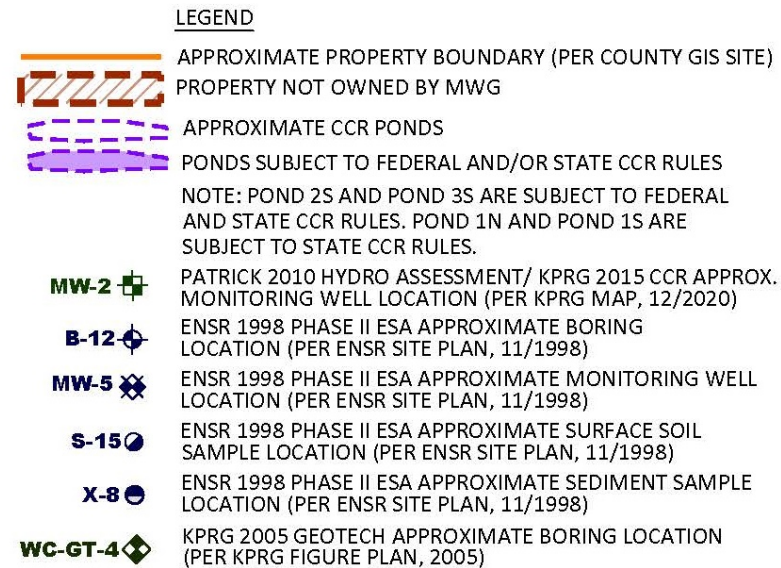 LEGEND
APPROXIMATE PROPERTY BOUNDARY (PER COUNTY GIS SITE)
PROPERTY NOT OWNED BY MWG
APPROXIMATE CCR PONDS
PONDS SUBJECT TO FEDERAL AND/OR STATE CCR RULES
NOTE: POND 2S AND POND 3S ARE SUBJECT TO FEDERAL
AND STATE CCR RULES. POND 1N AND POND 1S ARE
SUBJECT TO STATE CCR RULES.
MW-2 PATRICK 2010 HYDRO ASSESSMENT/ KPRG 2015 CCR APPROX.
MONITORING WELL LOCATION (PER KPRG MAP, 12/2020)
B-12 ENSR 1998 PHASE II ESA APPROXIMATE BORING
LOCATION (PER ENSR SITE PLAN, 11/1998)
MW-5 ENSR 1998 PHASE II ESA APPROXIMATE MONITORING WELL
LOCATION (PER ENSR SITE PLAN, 11/1998)
S-15 ENSR 1998 PHASE II ESA APPROXIMATE SURFACE SOIL
SAMPLE LOCATION (PER ENSR SITE PLAN, 11/1998)
X-8 ENSR 1998 PHASE II ESA APPROXIMATE SEDIMENT SAMPLE
LOCATION (PER ENSR SITE PLAN, 11/1998)
WC-GT-4 KPRG 2005 GEOTECH APPROXIMATE BORING LOCATION
(PER KPRG FIGURE PLAN, 2005)